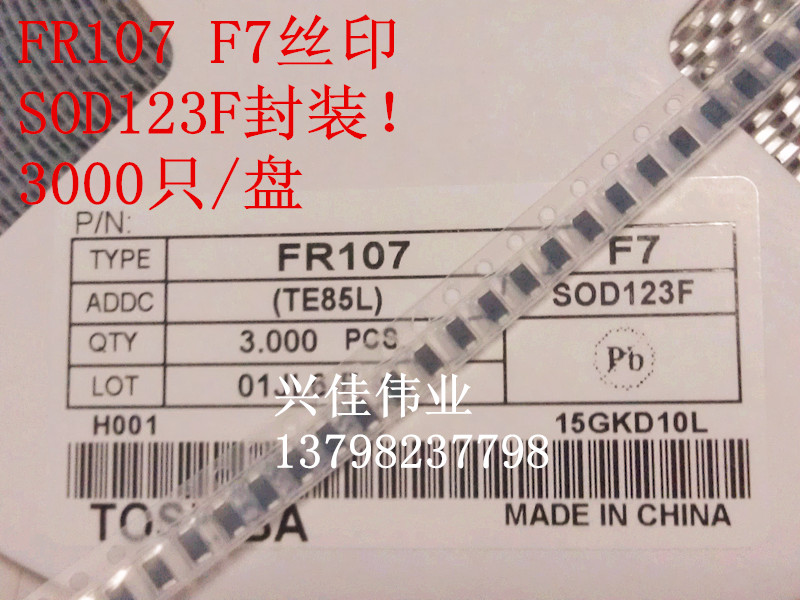 FR107 F7丝印
SOD123F封装!
3000只/盘
P/N:
TYPE FR107 F7
ADDC (TE85L) SOD123F
QTY 3.000 PCS
Pb
LOT
兴佳伟业
H001 15GKD10L
13798237798
MADE IN CHINA